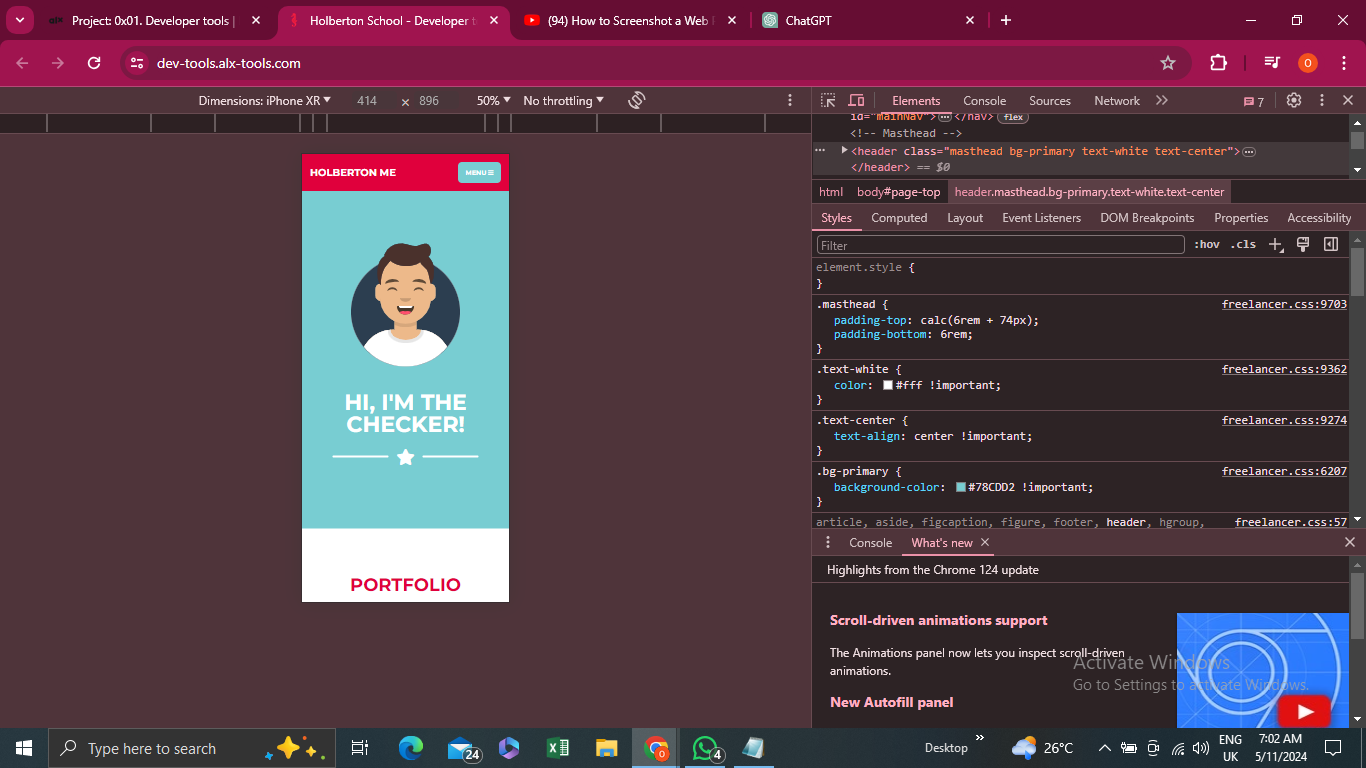 alx Project: 0x01. Developer tools |
Holberton School - Developer t
(94) How to Screenshot a Web
ChatGPT
dev-tools.alx-tools.com
O
Dimensions: iPhone XR 414 × 896 50% No throttling
Elements Console Sources Network 7
id="mainNav">…</nav> flex
<!-- Masthead -->
<header class="masthead bg-primary text-white text-center">…
</header> == $0
html body#page-top header.masthead.bg-primary.text-white.text-center
Styles Computed Layout Event Listeners DOM Breakpoints Properties Accessibility
Filter :hov .cls
element.style {
}
.masthead { freelancer.css:9703
padding-top: calc(6rem + 74px);
padding-bottom: 6rem;
}
.text-white { freelancer.css:9362
color: #fff !important;
}
.text-center { freelancer.css:9274
text-align: center !important;
}
.bg-primary { freelancer.css:6207
background-color: #78CDD2 !important;
}
article, aside, figcaption, figure, footer, header, hgroup, freelancer.css:57
HOLBERTON ME MENU
HI, I'M THE
CHECKER!
PORTFOLIO
Console What's new
Highlights from the Chrome 124 update
Scroll-driven animations support
The Animations panel now lets you inspect scroll-driven
animations.
New Autofill panel
Activate Windows
Go to Settings to activate Windows.
Type here to search
24
4
Desktop
26°C
ENG
UK
7:02 AM
5/11/2024